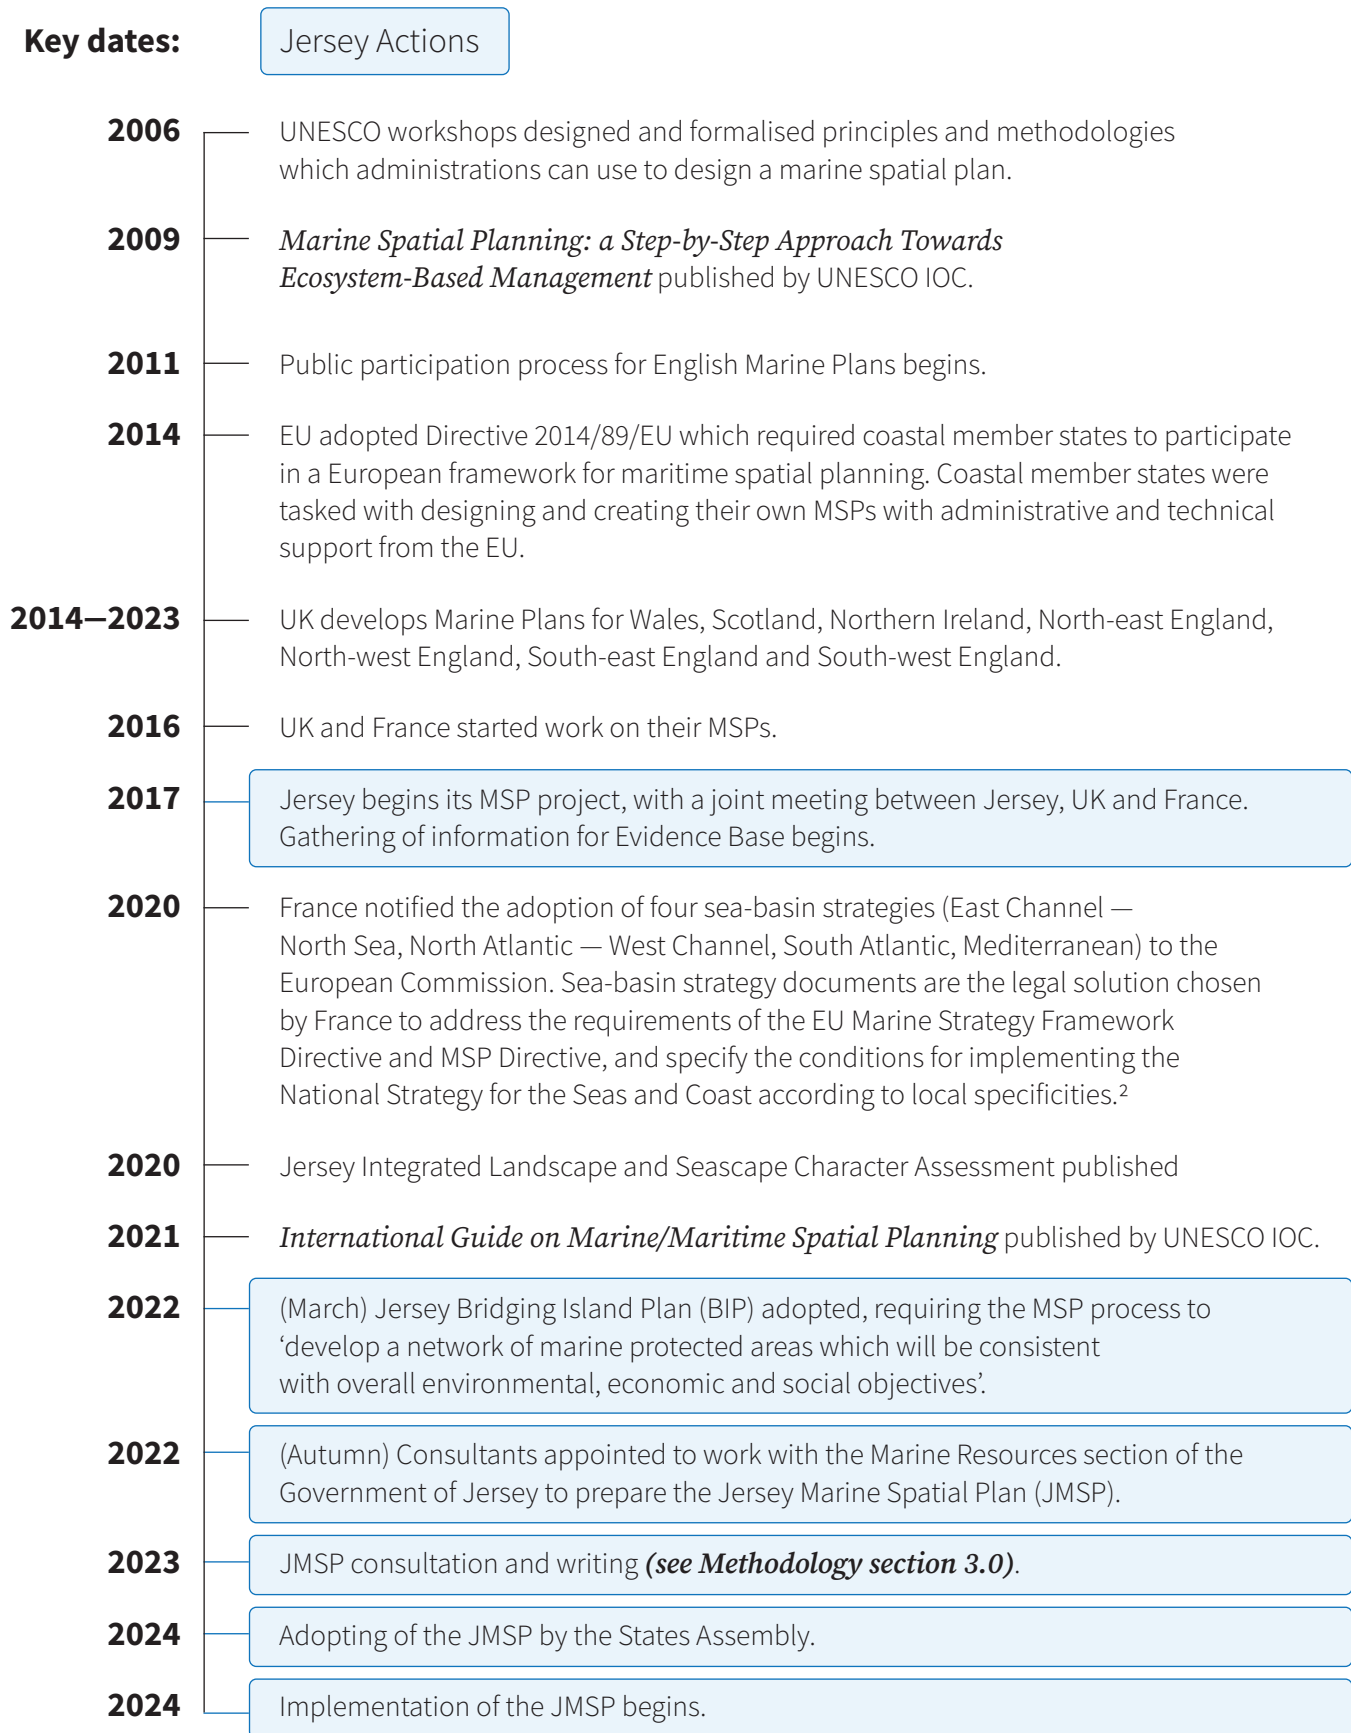 Key dates:
Jersey Actions
2006
UNESCO workshops designed and formalised principles and methodologies
which administrations can use to design a marine spatial plan.
2009
Marine Spatial Planning: a Step-by-Step Approach Towards
Ecosystem-Based Management published by UNESCO IOC.
2011
Public participation process for English Marine Plans begins.
2014
EU adopted Directive 2014/89/EU which required coastal member states to participate
in a European framework for maritime spatial planning. Coastal member states were
tasked with designing and creating their own MSPs with administrative and technical
support from the EU.
2014—2023
UK develops Marine Plans for Wales, Scotland, Northern Ireland, North-east England,
North-west England, South-east England and South-west England.
2016
UK and France started work on their MSPs.
2017
Jersey begins its MSP project, with a joint meeting between Jersey, UK and France.
Gathering of information for Evidence Base begins.
2020
France notified the adoption of four sea-basin strategies (East Channel —
North Sea, North Atlantic — West Channel, South Atlantic, Mediterranean) to the
European Commission. Sea-basin strategy documents are the legal solution chosen
by France to address the requirements of the EU Marine Strategy Framework
Directive and MSP Directive, and specify the conditions for implementing the
National Strategy for the Seas and Coast according to local specificities.²
2020
Jersey Integrated Landscape and Seascape Character Assessment published
2021
International Guide on Marine/Maritime Spatial Planning published by UNESCO IOC.
2022
(March) Jersey Bridging Island Plan (BIP) adopted, requiring the MSP process to
‘develop a network of marine protected areas which will be consistent
with overall environmental, economic and social objectives’.
2022
(Autumn) Consultants appointed to work with the Marine Resources section of the
Government of Jersey to prepare the Jersey Marine Spatial Plan (JMSP).
2023
JMSP consultation and writing (see Methodology section 3.0).
2024
Adopting of the JMSP by the States Assembly.
2024
Implementation of the JMSP begins.